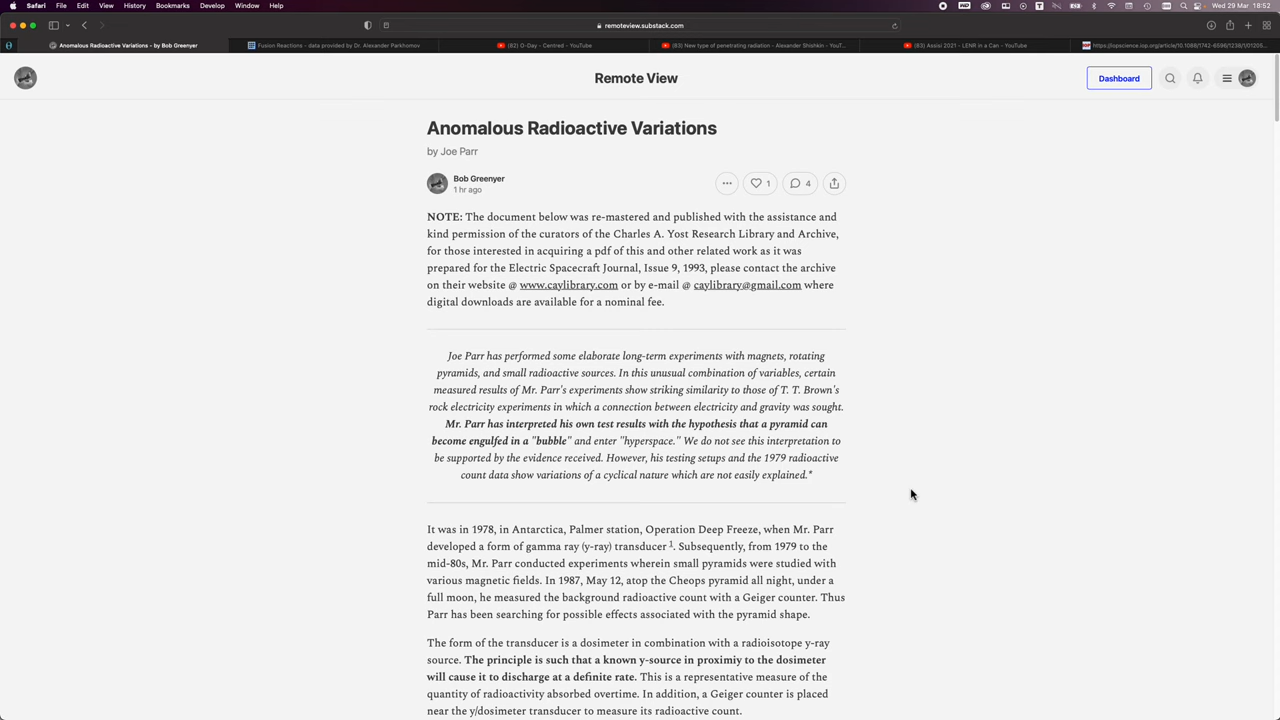 Safari File Edit View History Bookmarks Develop Window Help Wed 29 Mar 18:52
remoteview.substack.com
Anomalous Radioactive Variations - by Bob Greenyer Fusion Reactions - data provided by Dr. Alexander Parkhomov (82) O-Day - Centred - YouTube (83) New type of penetrating radiation - Alexander Shishkin - YouT... (83) Assisi 2021 - LENR in a Can - YouTube
Remote View
Dashboard
Anomalous Radioactive Variations
by Joe Parr
Bob Greenyer
1 hr ago
1 4
NOTE: The document below was re-mastered and published with the assistance and
kind permission of the curators of the Charles A. Yost Research Library and Archive,
for those interested in acquiring a pdf of this and other related work as it was
prepared for the Electric Spacecraft Journal, Issue 9, 1993, please contact the archive
on their website @ www.caylibrary.com or by e-mail @ caylibrary@gmail.com where
digital downloads are available for a nominal fee.
Joe Parr has performed some elaborate long-term experiments with magnets, rotating
pyramids, and small radioactive sources. In this unusual combination of variables, certain
measured results of Mr. Parr's experiments show striking similarity to those of T. T. Brown's
rock electricity experiments in which a connection between electricity and gravity was sought.
Mr. Parr has interpreted his own test results with the hypothesis that a pyramid can
become engulfed in a "bubble" and enter "hyperspace." We do not see this interpretation to
be supported by the evidence received. However, his testing setups and the 1979 radioactive
count data show variations of a cyclical nature which are not easily explained.*
It was in 1978, in Antarctica, Palmer station, Operation Deep Freeze, when Mr. Parr
developed a form of gamma ray (y-ray) transducer 1. Subsequently, from 1979 to the
mid-80s, Mr. Parr conducted experiments wherein small pyramids were studied with
various magnetic fields. In 1987, May 12, atop the Cheops pyramid all night, under a
full moon, he measured the background radioactive count with a Geiger counter. Thus
Parr has been searching for possible effects associated with the pyramid shape.
The form of the transducer is a dosimeter in combination with a radioisotope y-ray
source. The principle is such that a known y-source in proximiy to the dosimeter
will cause it to discharge at a definite rate. This is a representative measure of the
quantity of radioactivity absorbed overtime. In addition, a Geiger counter is placed
near the y/dosimeter transducer to measure its radioactive count.